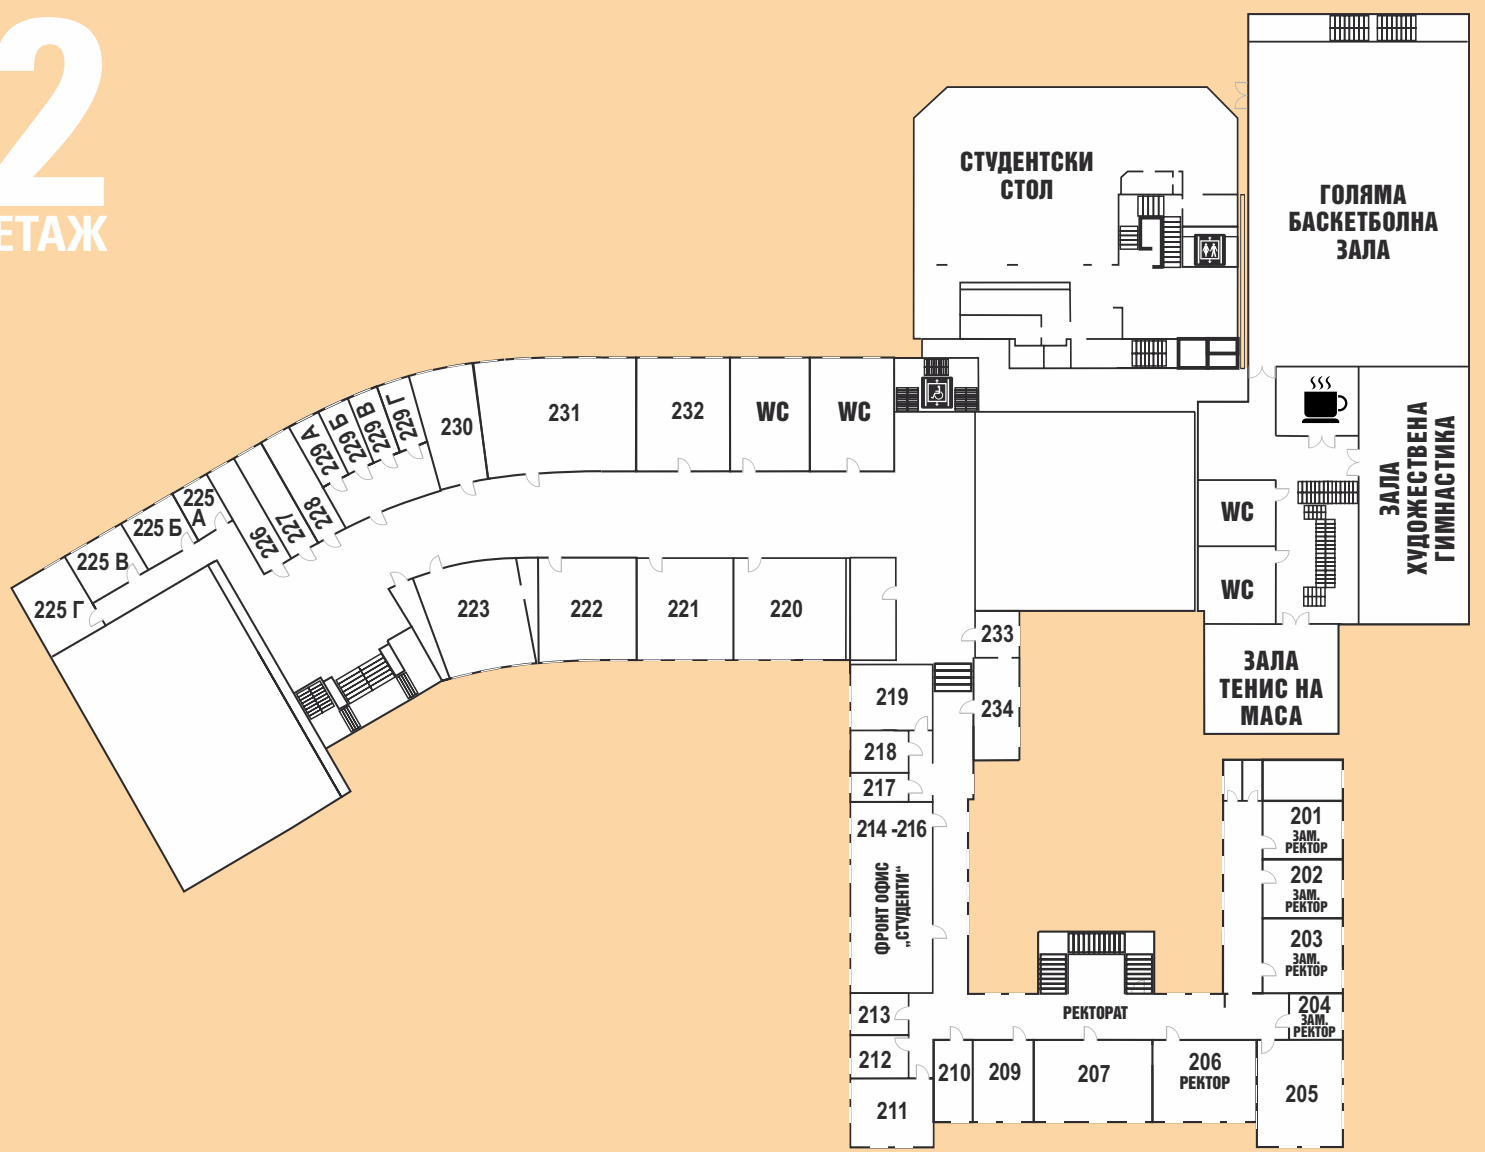 2
ЕТАЖ
СТУДЕНТСКИ
СТОЛ
ГОЛЯМА
БАСКЕТБОЛНА
ЗАЛА
231
232
WC
WC
230
229 Г
229 В
229 Б
229 А
228
227
226
225
А
225 Б
225 В
225 Г
223
222
221
220
ЗАЛА
ХУДОЖЕСТВЕНА
ГИМНАСТИКА
WC
WC
ЗАЛА
ТЕНИС НА
МАСА
233
234
219
218
217
214 -216
ФРОНТ ОФИС
„СТУДЕНТИ“
213
212
211
210
209
207
206
РЕКТОР
205
РЕКТОРАТ
201
ЗАМ.
РЕКТОР
202
ЗАМ.
РЕКТОР
203
ЗАМ.
РЕКТОР
204
ЗАМ.
РЕКТОР